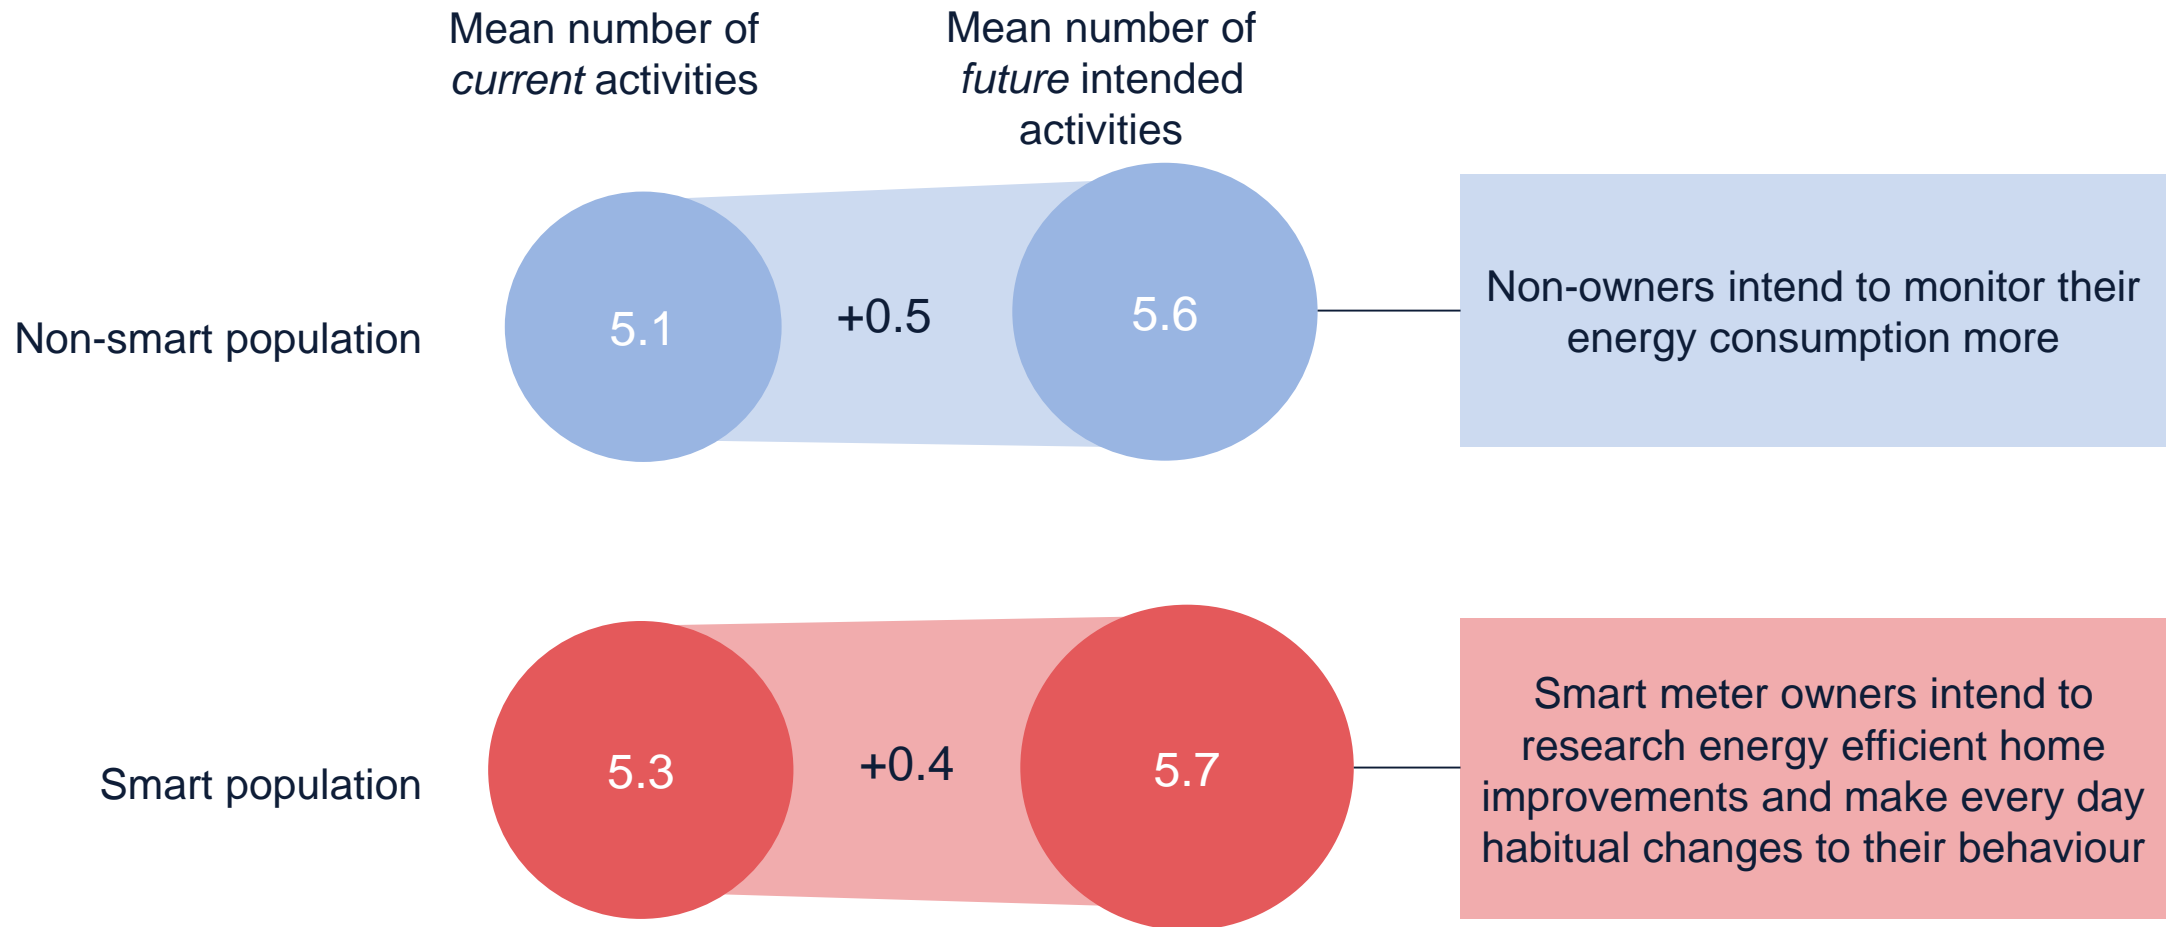 Mean number of
current activities
Mean number of
future intended
activities
Non-smart population
5.1
+0.5
5.6
Non-owners intend to monitor their
energy consumption more
Smart population
5.3
+0.4
5.7
Smart meter owners intend to
research energy efficient home
improvements and make every day
habitual changes to their behaviour